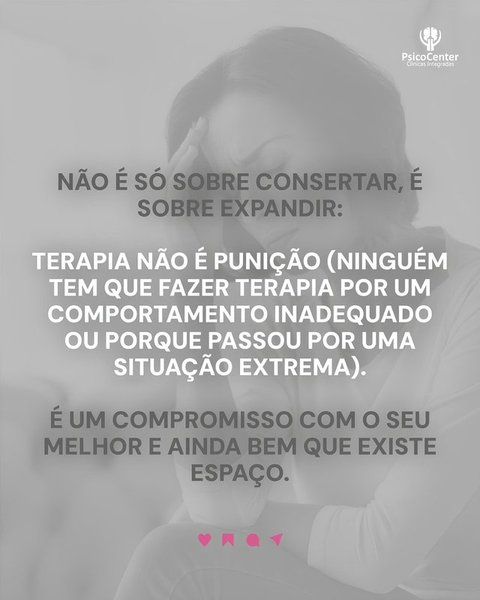 PsicoCenter
Clínicas Integradas
NÃO É SÓ SOBRE CONSERTAR, É
SOBRE EXPANDIR:
TERAPIA NÃO É PUNIÇÃO (NINGUÉM
TEM QUE FAZER TERAPIA POR UM
COMPORTAMENTO INADEQUADO
OU PORQUE PASSOU POR UMA
SITUAÇÃO EXTREMA).
É UM COMPROMISSO COM O SEU
MELHOR E AINDA BEM QUE EXISTE
ESPAÇO.